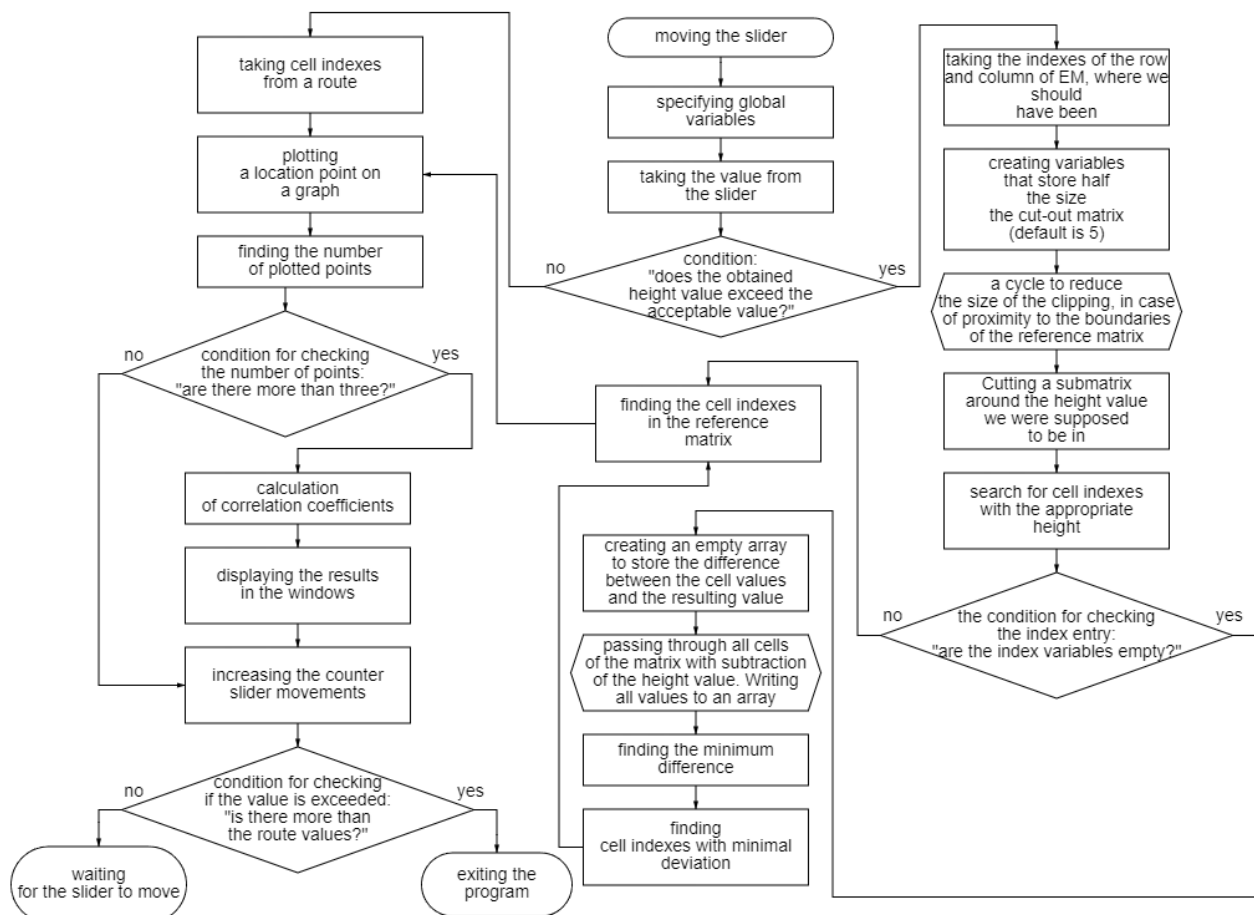 moving the slider
specifying global
variables
taking the value from
the slider
condition:
"does the obtained
height value exceed the
acceptable value?"
no
yes
taking cell indexes
from a route
plotting
a location point on
a graph
finding the number
of plotted points
condition for checking
the number of points:
"are there more than three?"
no
yes
calculation
of correlation coefficients
displaying the results
in the windows
increasing the counter
slider movements
condition for checking
if the value is exceeded:
"is there more than
the route values?"
no
yes
waiting
for the slider to move
exiting the
program
taking the indexes of the row
and column of EM, where we
should
have been
creating variables
that store half
the size
the cut-out matrix
(default is 5)
a cycle to reduce
the size of the clipping, in case
of proximity to the boundaries
of the reference matrix
Cutting a submatrix
around the height value
we were supposed
to be in
search for cell indexes
with the appropriate
height
the condition for checking
the index entry:
"are the index variables empty?"
no
yes
finding the cell indexes
in the reference
matrix
creating an empty array
to store the difference
between the cell values
and the resulting value
passing through all cells
of the matrix with subtraction
of the height value. Writing
all values to an array
finding the minimum
difference
finding
cell indexes with minimal
deviation